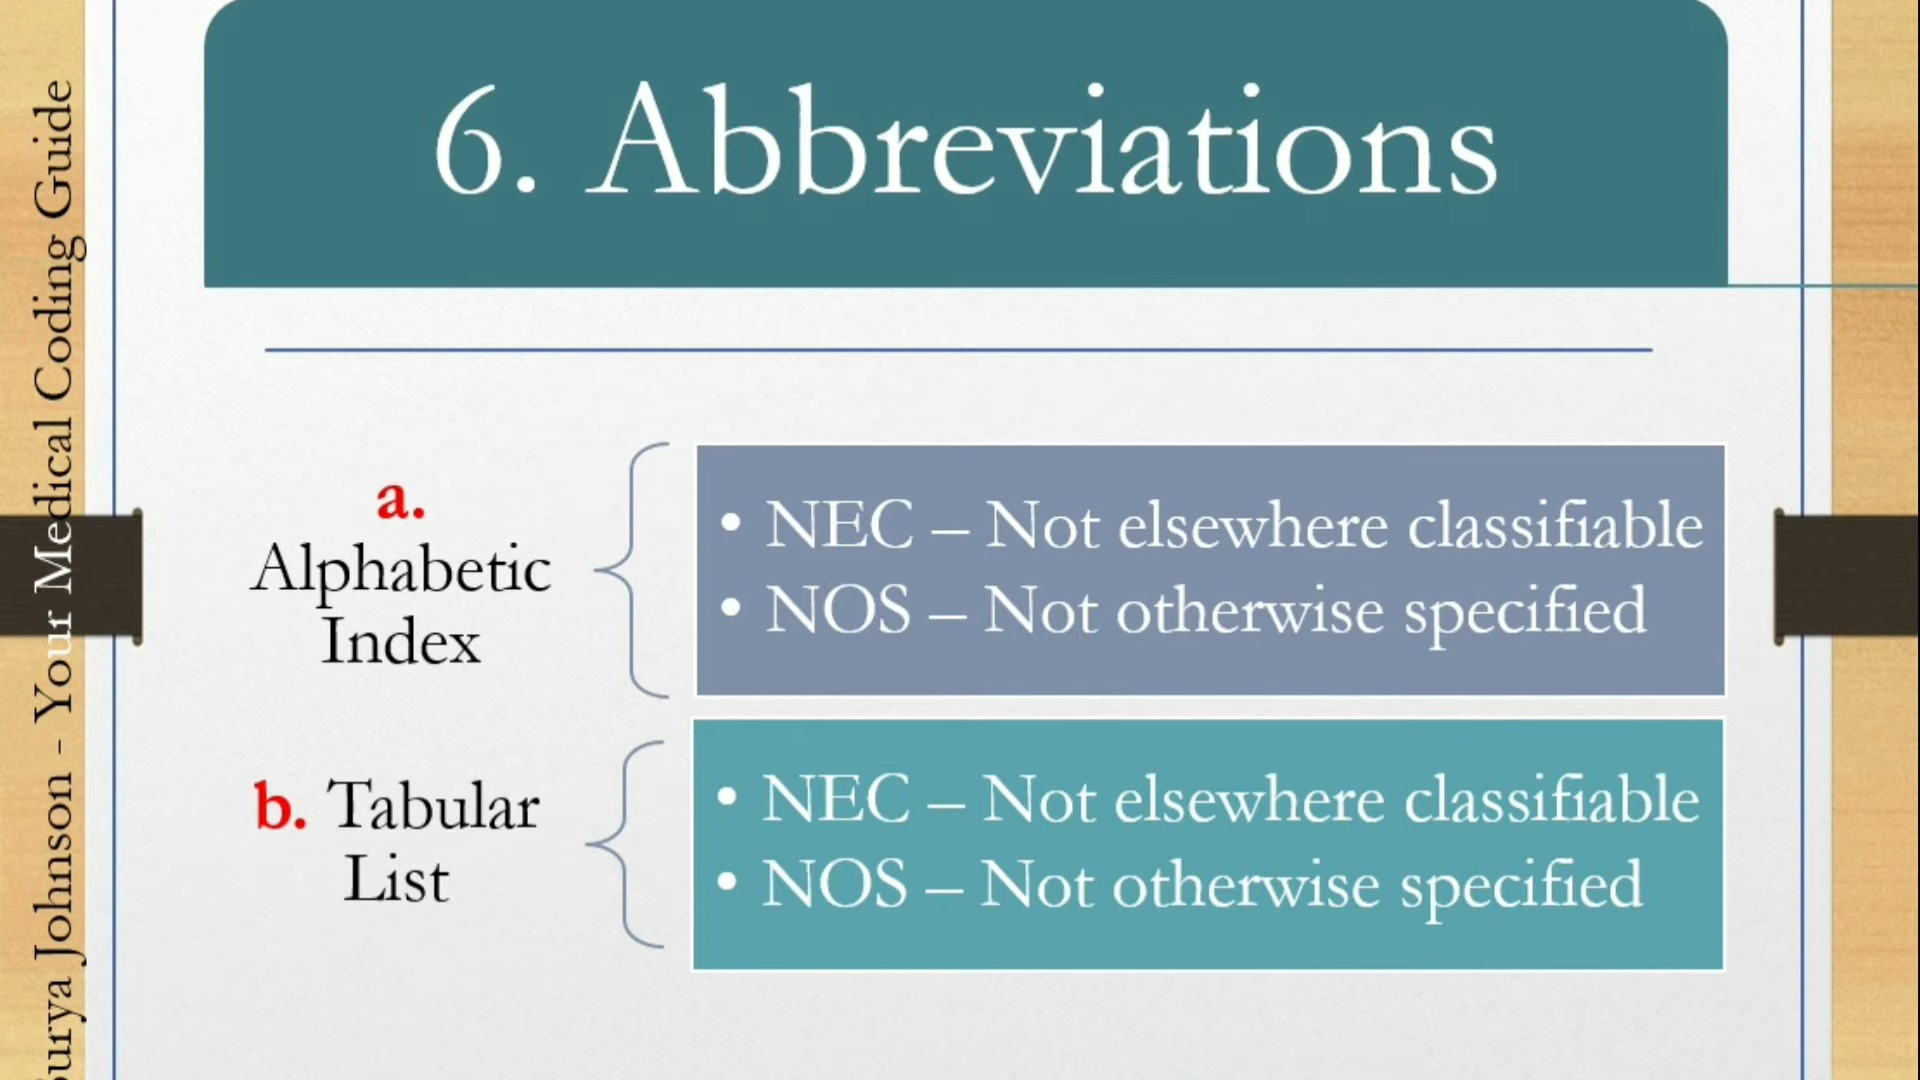 6. Abbreviations
a.
Alphabetic
Index
• NEC – Not elsewhere classifiable
• NOS – Not otherwise specified
b. Tabular
List
• NEC – Not elsewhere classifiable
• NOS – Not otherwise specified
Johnson - Your Medical Coding Guide